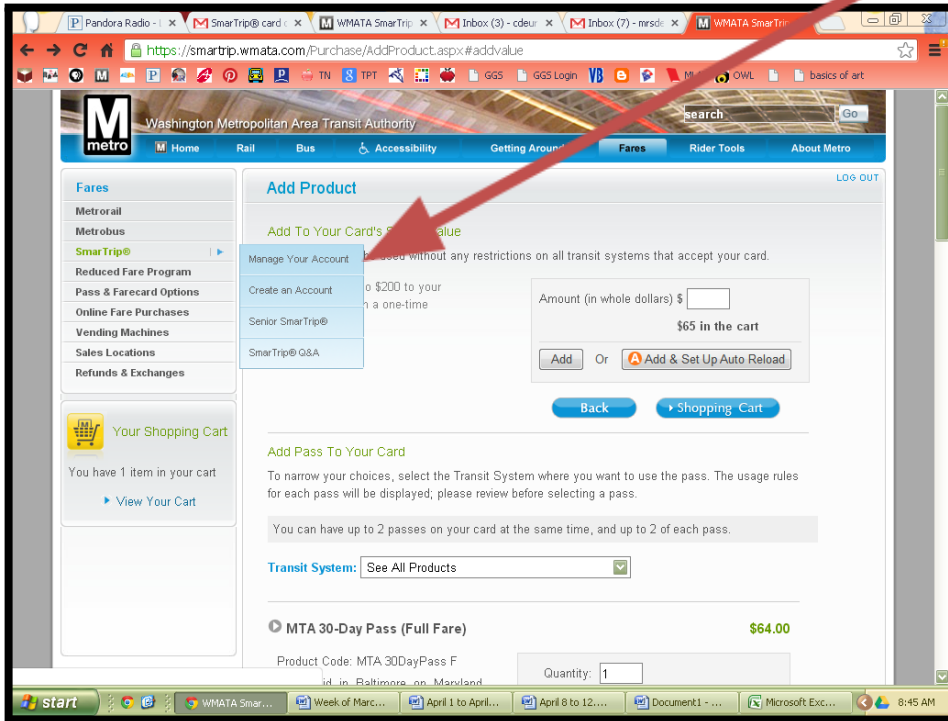 Pandora Radio - L
SmarTrip® card c
WMATA SmarTrip
Inbox (3) - cdeur
Inbox (7) - mrsde
WMATA SmarTrip
https://smartrip.wmata.com/Purchase/AddProduct.aspx#addvalue
TN
TPT
GGS
GGS Login
OWL
basics of art
M
metro
Washington Metropolitan Area Transit Authority
search
Go
Home
Rail
Bus
Accessibility
Getting Around
Fares
Rider Tools
About Metro
LOG OUT
Fares
Metrorail
Metrobus
SmarTrip®
Reduced Fare Program
Pass & Farecard Options
Online Fare Purchases
Vending Machines
Sales Locations
Refunds & Exchanges
Manage Your Account
Create an Account
Senior SmarTrip®
SmarTrip® Q&A
Your Shopping Cart
You have 1 item in your cart
View Your Cart
Add Product
Add To Your Card's
used without any restrictions on all transit systems that accept your card.
o $200 to your
n a one-time
Amount (in whole dollars) $
$65 in the cart
Add
Or
A Add & Set Up Auto Reload
Back
Shopping Cart
Add Pass To Your Card
To narrow your choices, select the Transit System where you want to use the pass. The usage rules
for each pass will be displayed; please review before selecting a pass.
You can have up to 2 passes on your card at the same time, and up to 2 of each pass.
Transit System: See All Products
MTA 30-Day Pass (Full Fare)
$64.00
Product Code: MTA 30DayPass F
in Baltimore on Maryland
Quantity: 1
start
WMATA Smar...
Week of Marc...
April 1 to April...
April 8 to 12....
Document1 - ...
Microsoft Exc...
8:45 AM